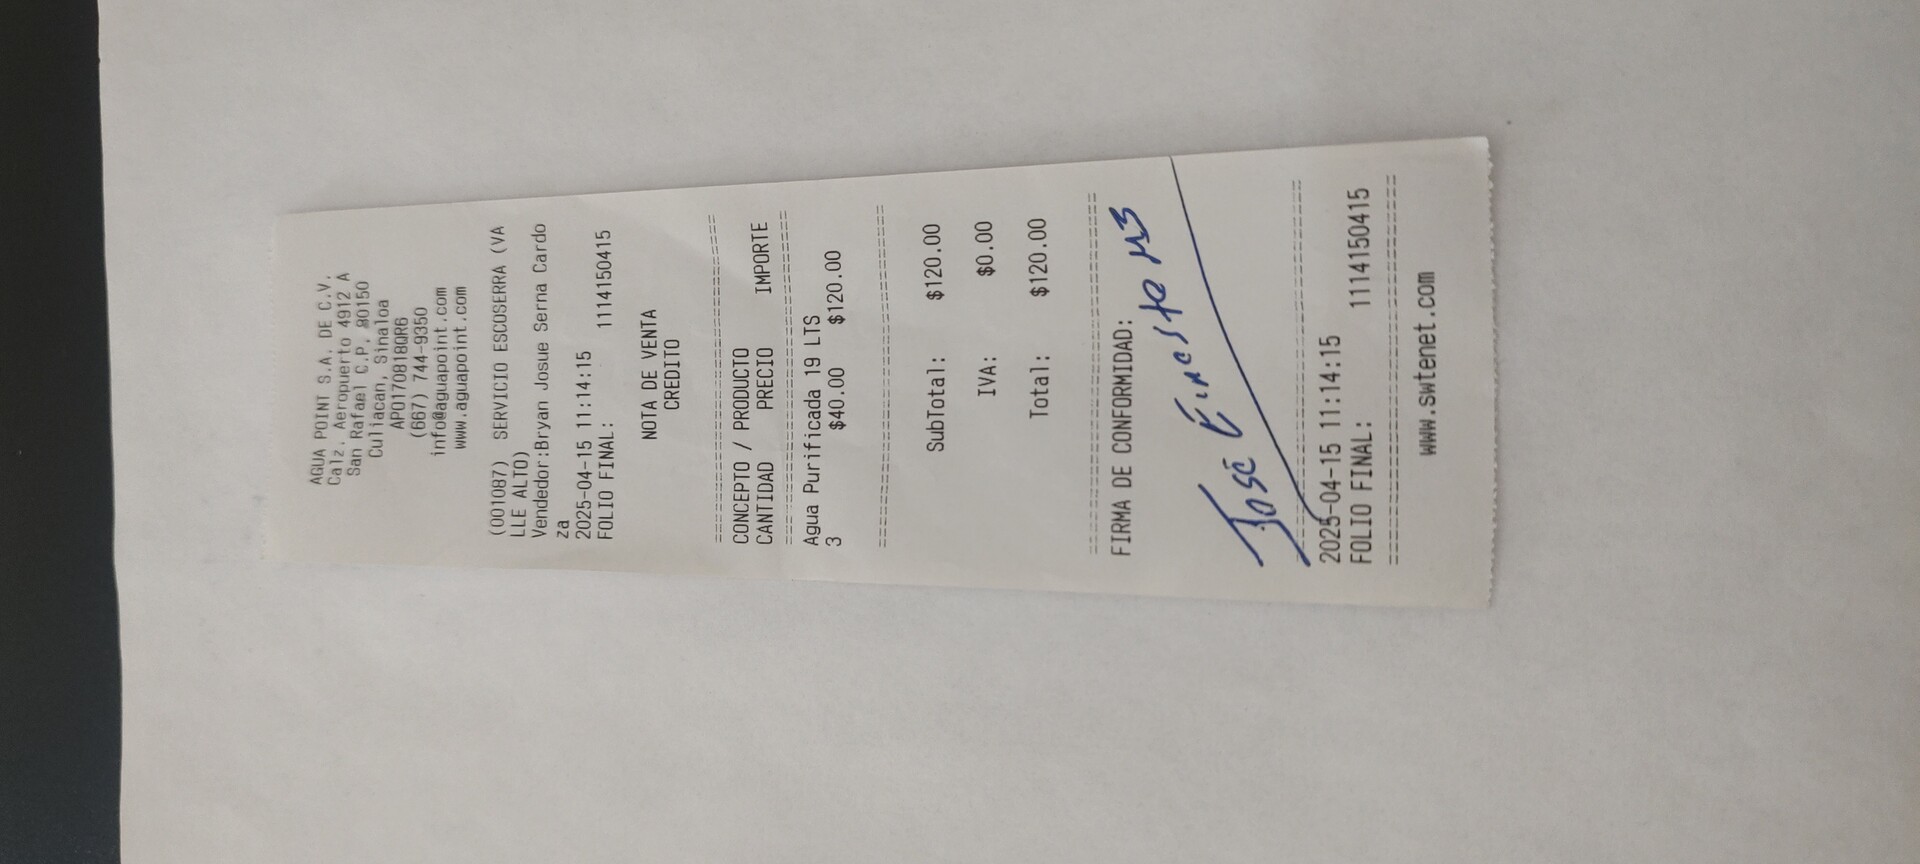 AGUA POINT S.A. DE C.V.
Calz. Aeropuerto 4912 A
San Rafael C.P. 80150
Culiacan, Sinaloa
APO170818QR6
(667) 744-9350
info@aguapoint.com
www.aguapoint.com
(001087) SERVICIO ESCOSERRA (VA
LLE ALTO)
Vendedor:Bryan Josue Serna Cardo
za
2025-04-15 11:14:15
FOLIO FINAL: 1114150415
NOTA DE VENTA
CREDITO
CONCEPTO / PRODUCTO
CANTIDAD PRECIO IMPORTE
Agua Purificada 19 LTS
3 $40.00 $120.00
SubTotal: $120.00
IVA: $0.00
Total: $120.00
FIRMA DE CONFORMIDAD:
José Ernesto
2025-04-15 11:14:15
FOLIO FINAL: 1114150415
www.swtenet.com